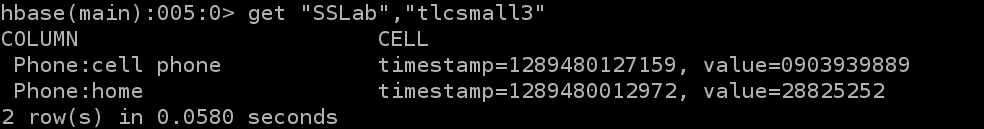 hbase(main):005:0> get "SSLab","tlcsmall3"
COLUMN CELL
Phone:cell phone timestamp=1289480127159, value=0903939889
Phone:home timestamp=1289480012972, value=28825252
2 row(s) in 0.0580 seconds